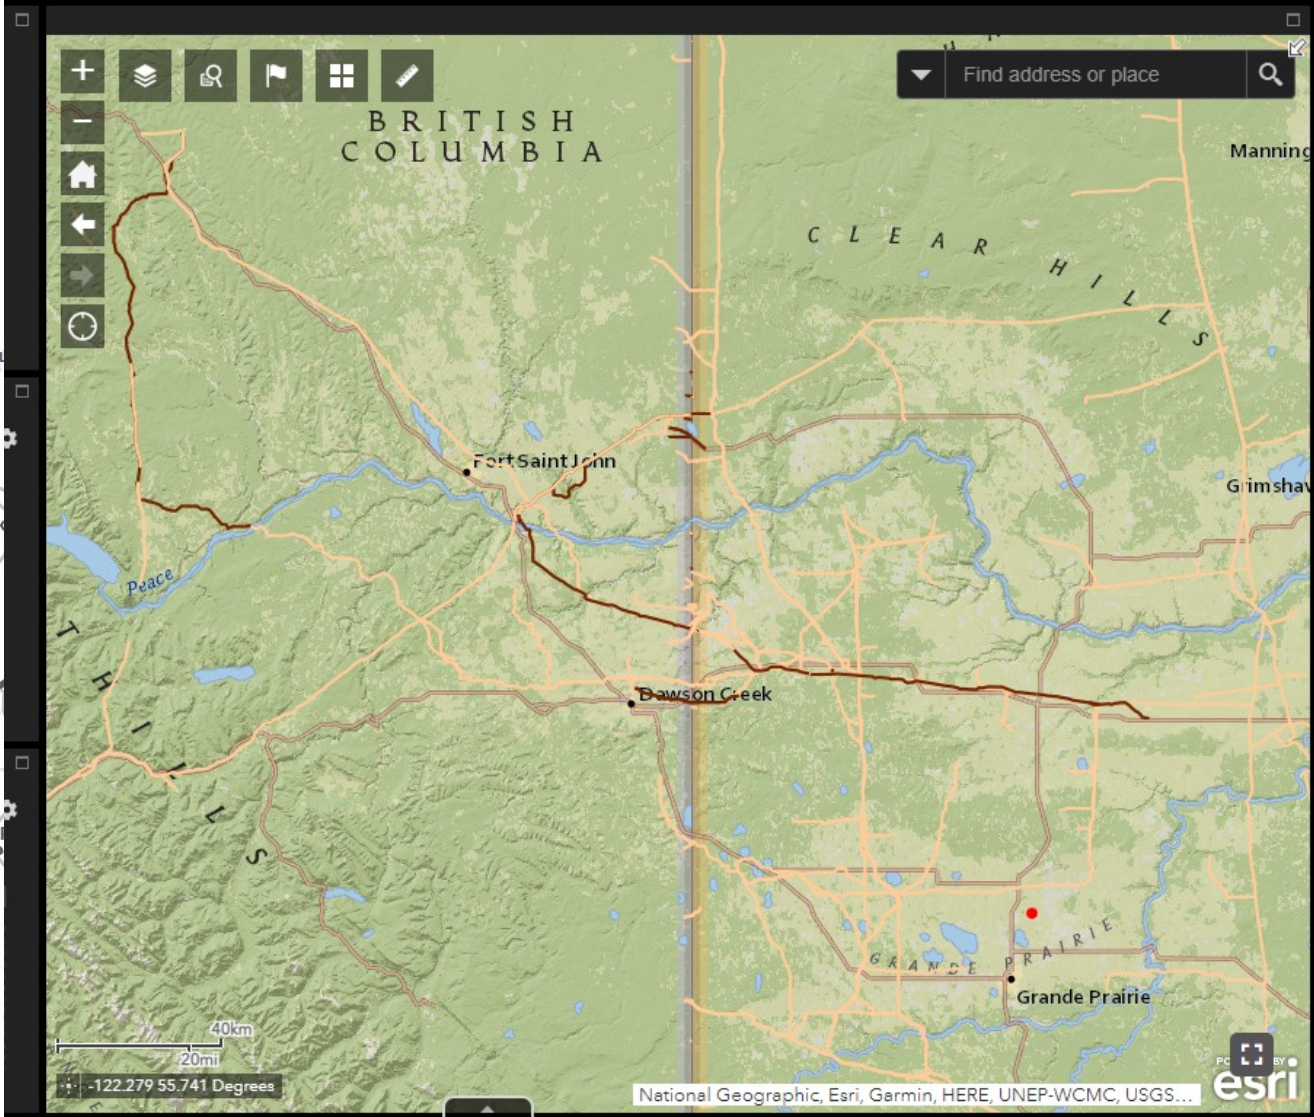 Find address or place
BRITISH
COLUMBIA
Manning
CLEAR HILLS
Fort Saint John
Peace
Dawson Creek
HILLS
GRANDE PRAIRIE
Grande Prairie
40km
20mi
-122.279 55.741 Degrees
National Geographic, Esri, Garmin, HERE, UNEP-WCMC, USGS...
esri